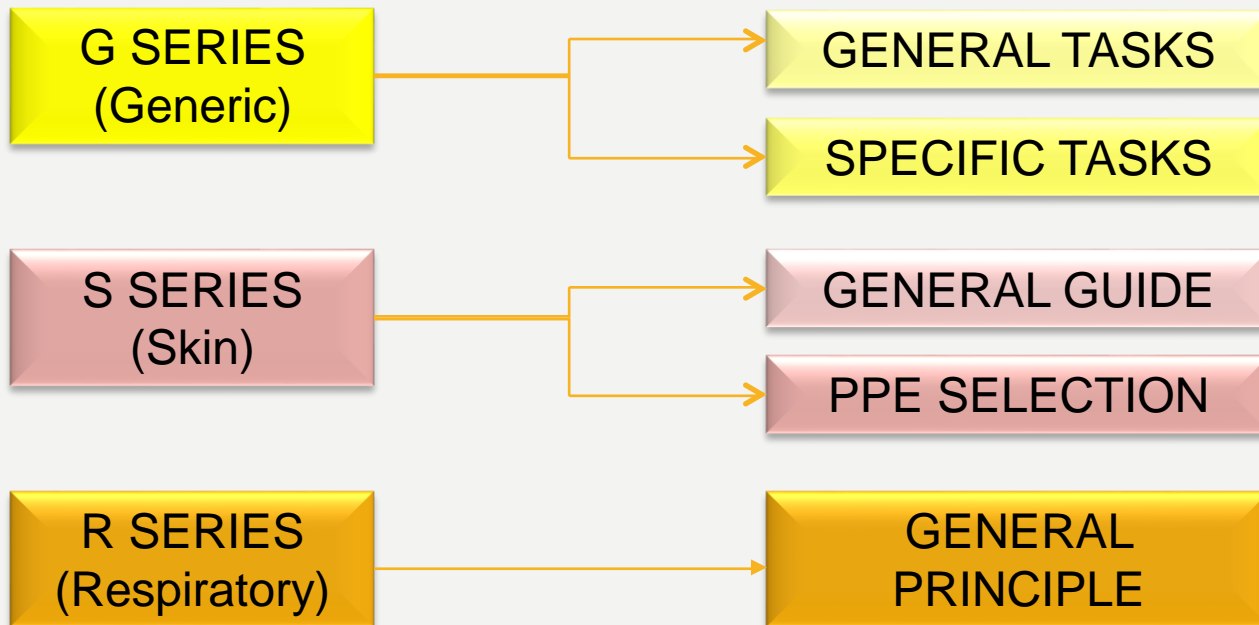 G SERIES
(Generic)
GENERAL TASKS
SPECIFIC TASKS
S SERIES
(Skin)
GENERAL GUIDE
PPE SELECTION
R SERIES
(Respiratory)
GENERAL
PRINCIPLE